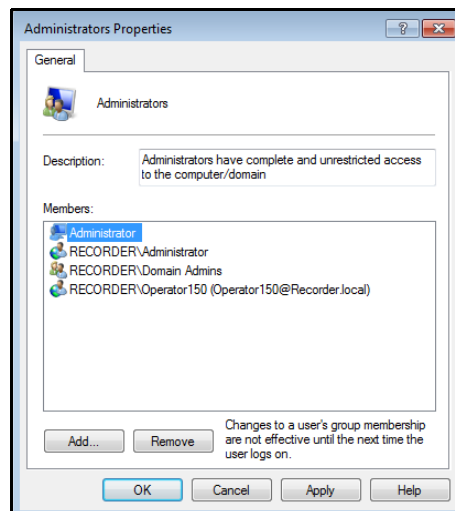 Administrators Properties
?
General
Administrators
Description:
Administrators have complete and unrestricted access
to the computer/domain
Members:
Administrator
RECORDER\Administrator
RECORDER\Domain Admins
RECORDER\Operator150 (Operator150@Recorder.local)
Add...
Remove
Changes to a user's group membership
are not effective until the next time the
user logs on.
OK
Cancel
Apply
Help